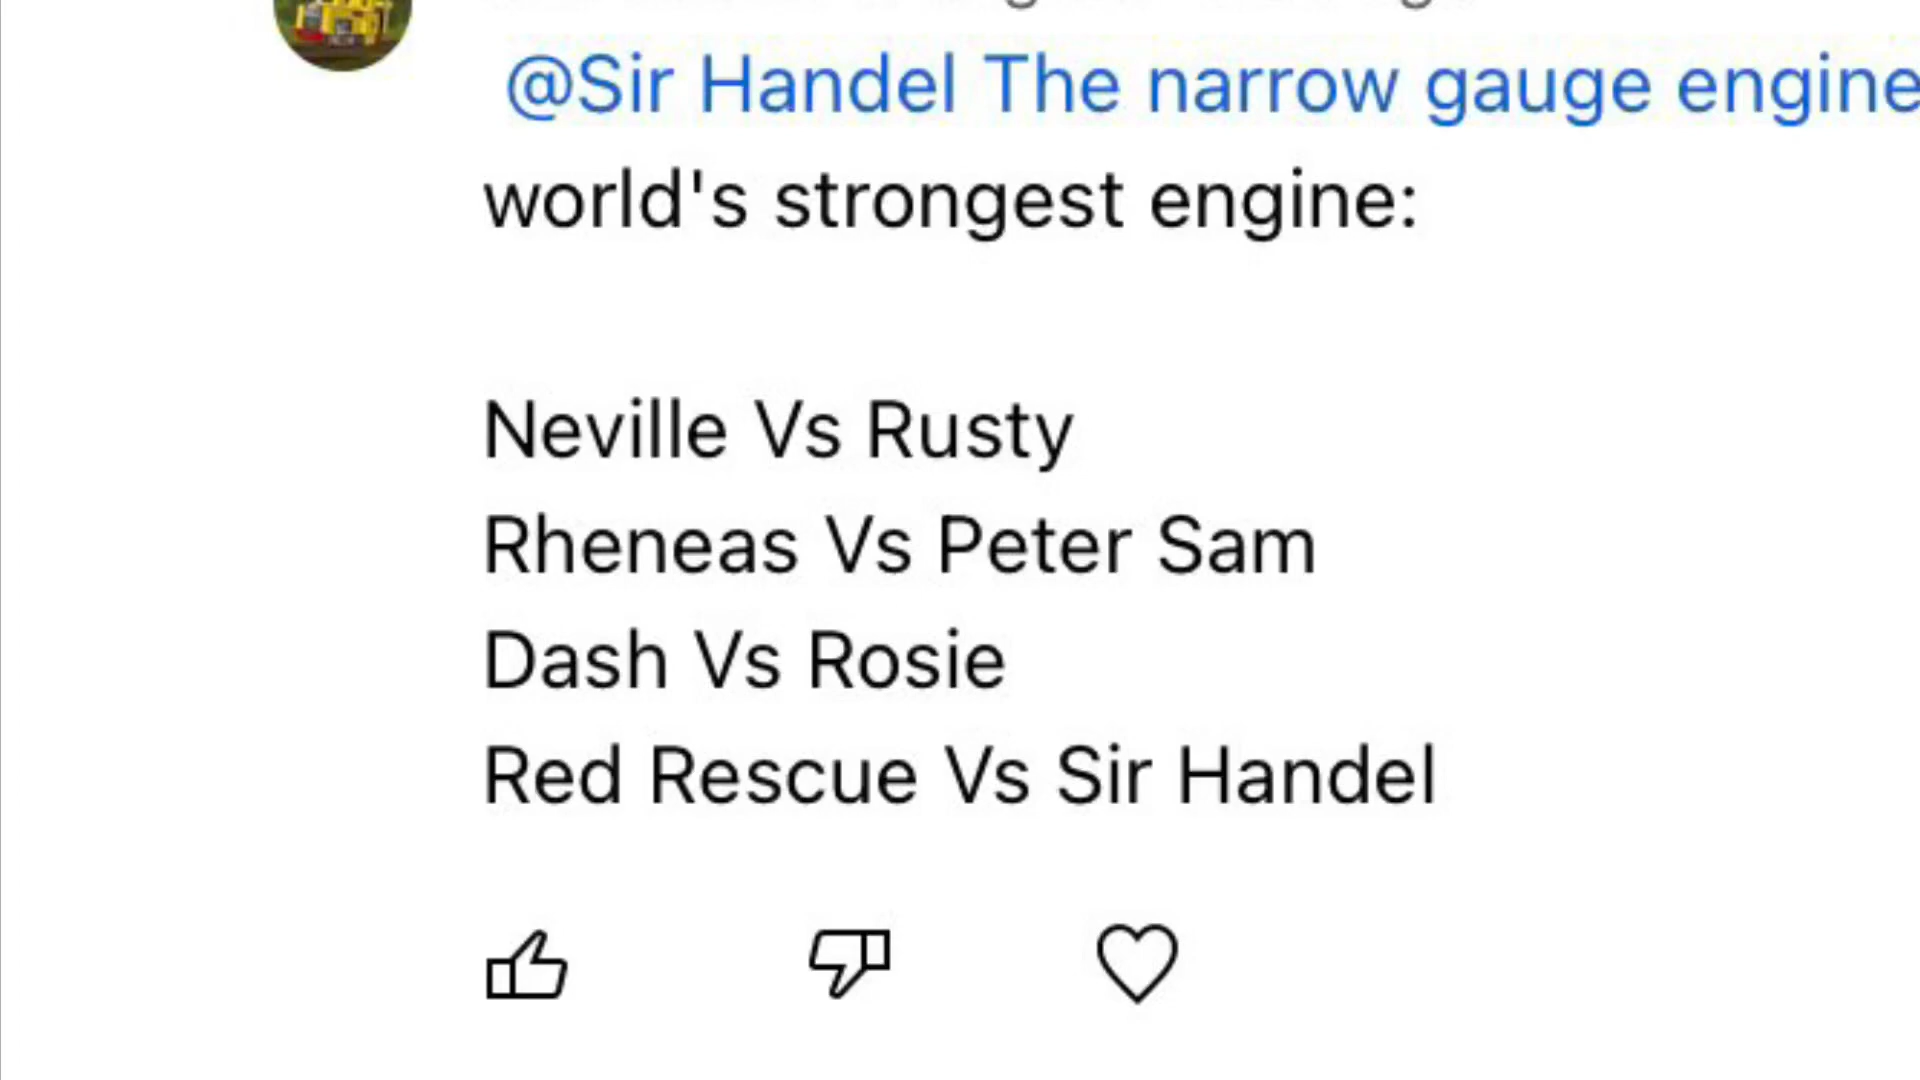 @Sir Handel The narrow gauge engine
world's strongest engine:
Neville Vs Rusty
Rheneas Vs Peter Sam
Dash Vs Rosie
Red Rescue Vs Sir Handel